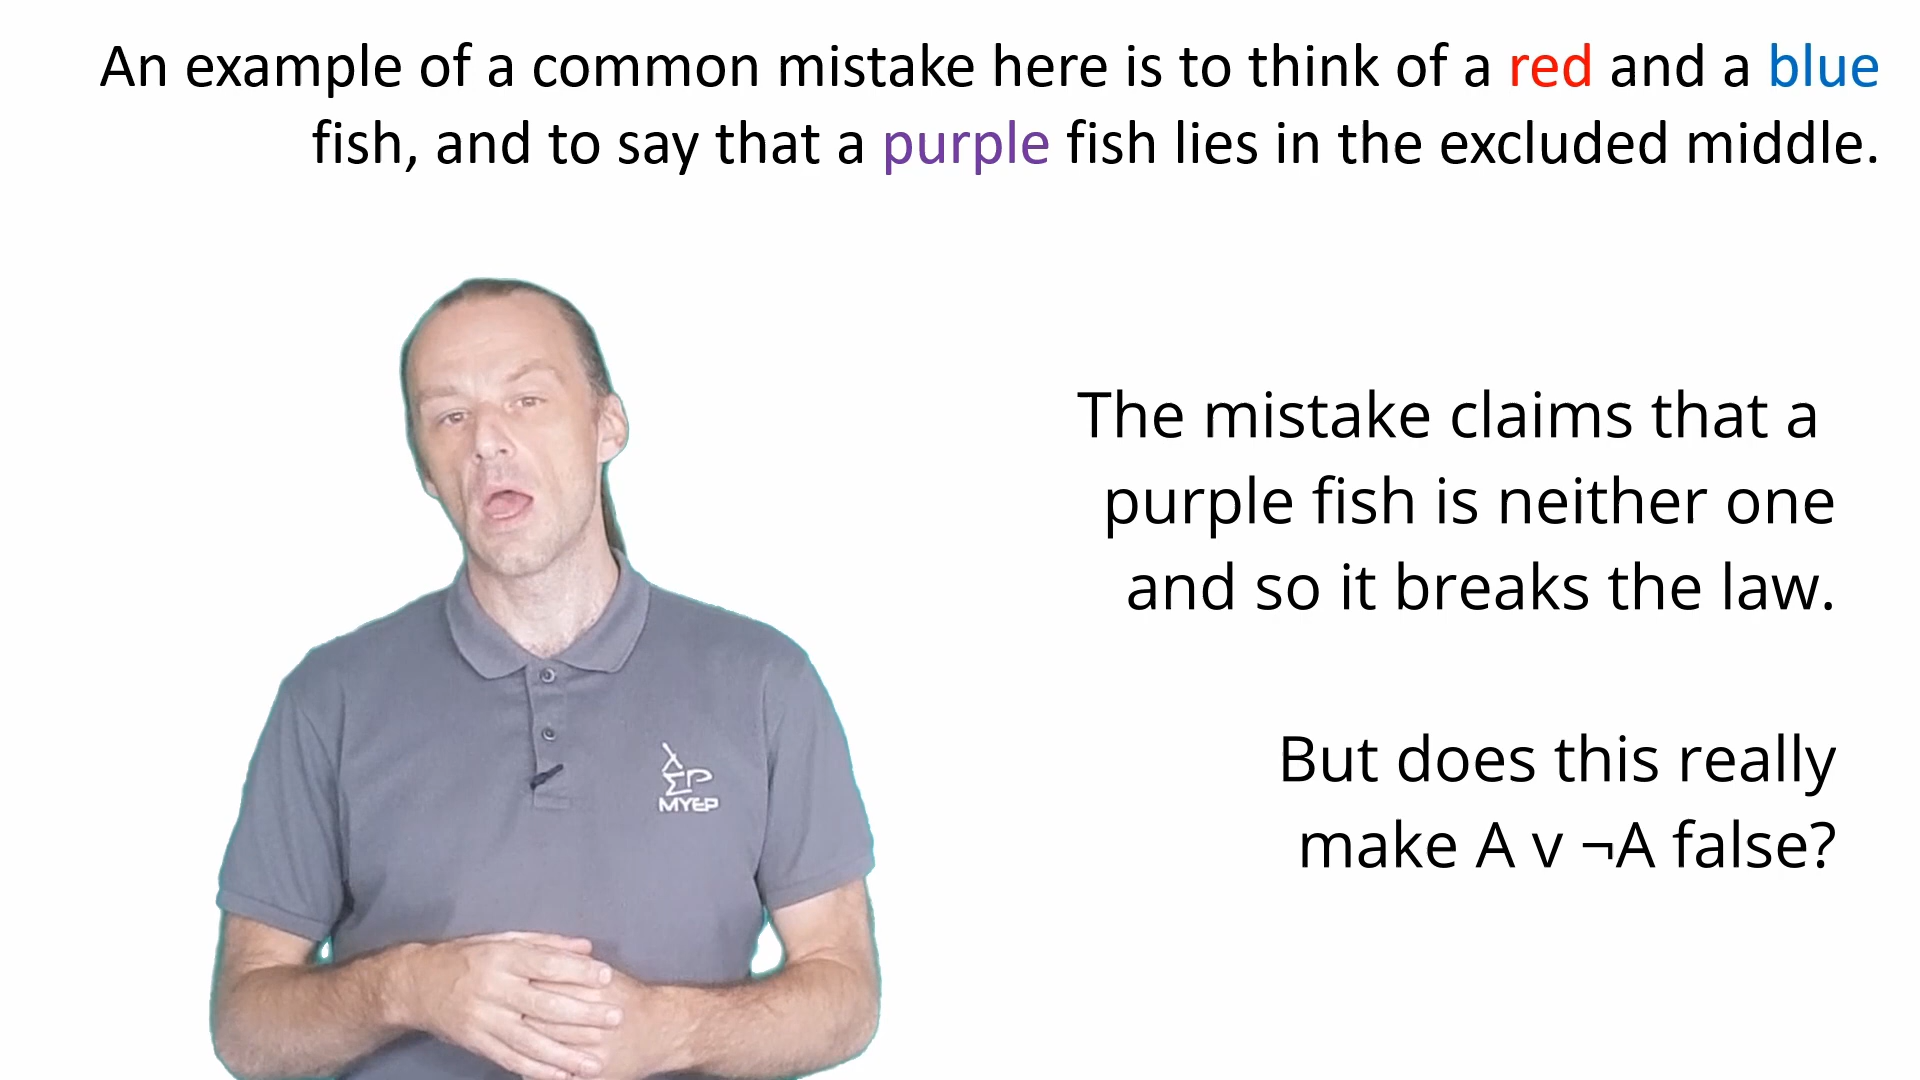 An example of a common mistake here is to think of a red and a blue
fish, and to say that a purple fish lies in the excluded middle.
The mistake claims that a
purple fish is neither one
and so it breaks the law.
But does this really
make A v ¬A false?
MYEP